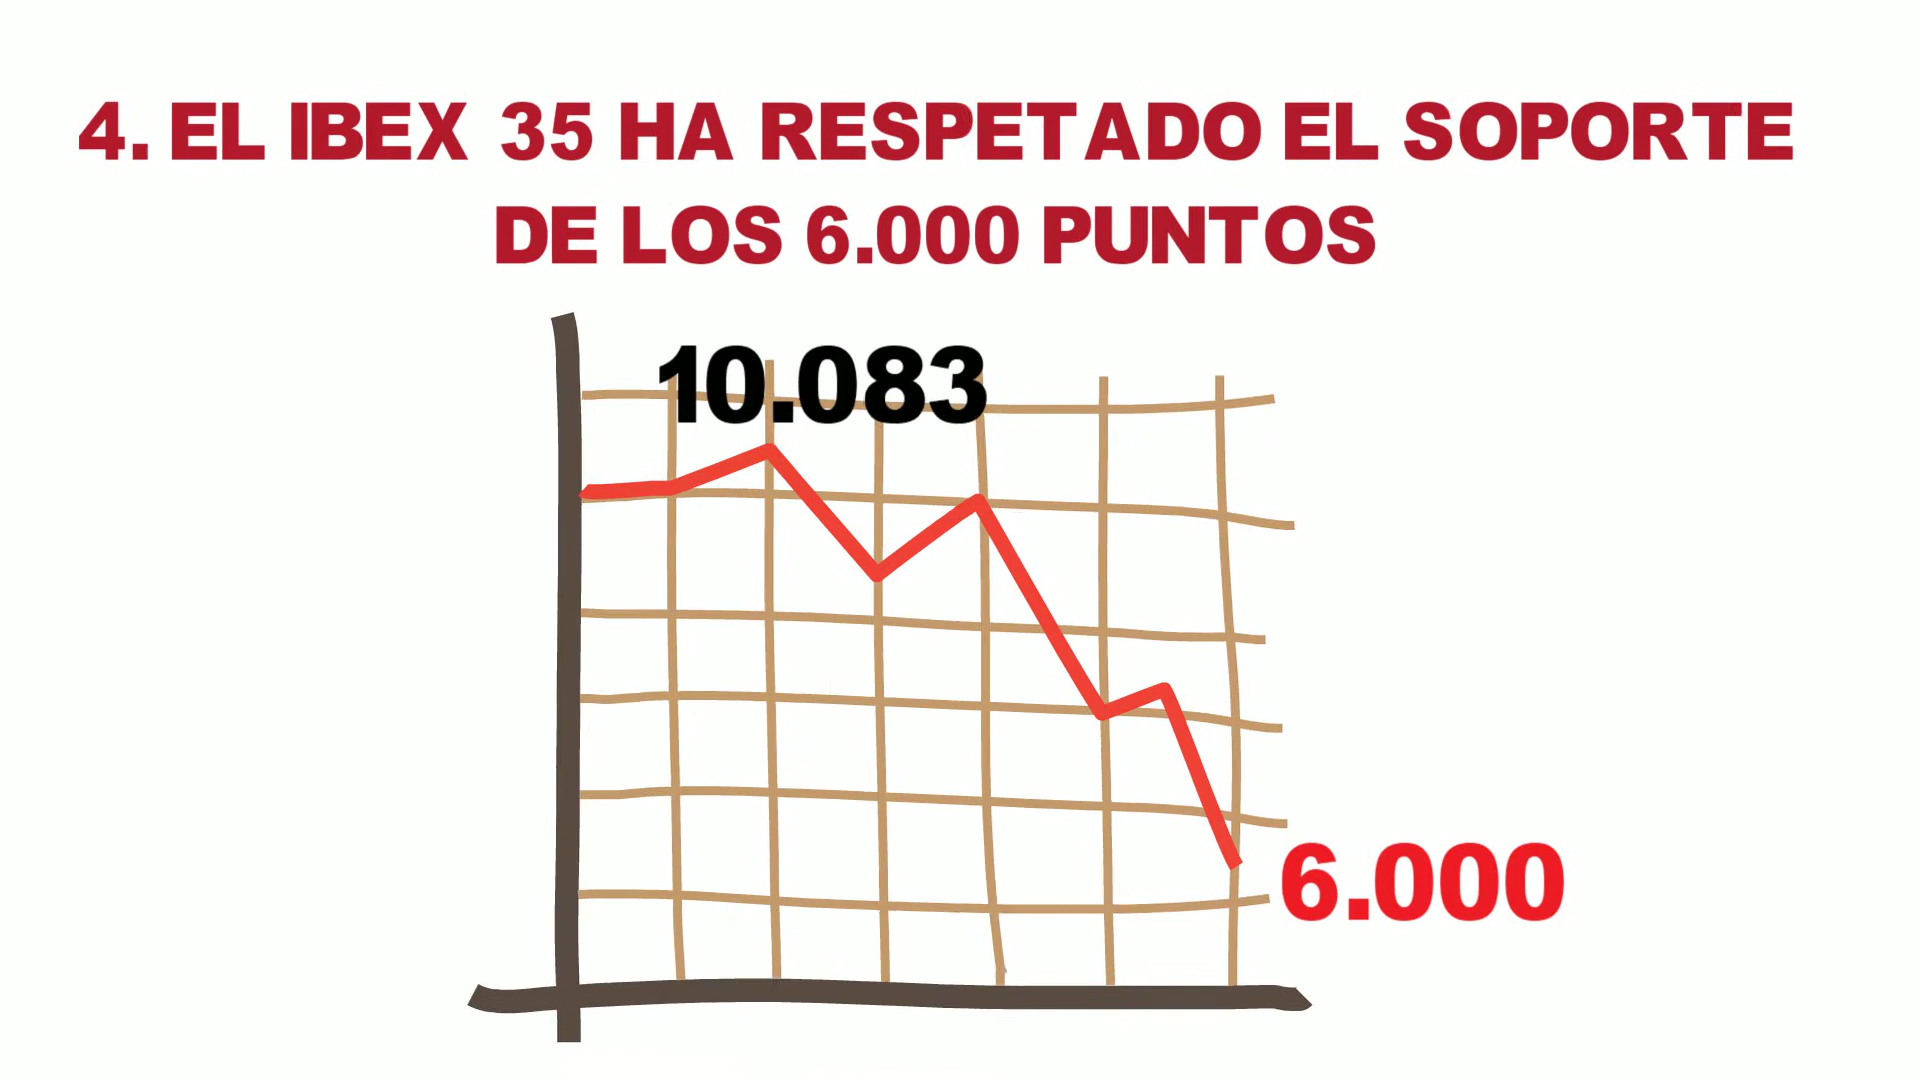 4. EL IBEX 35 HA RESPETADO EL SOPORTE
DE LOS 6.000 PUNTOS
10.083
6.000